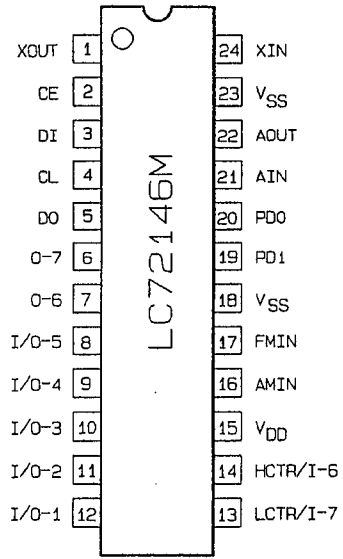 XOUT 1 24 XIN
CE 2 23 VSS
DI 3 22 AOUT
CL 4 21 AIN
DO 5 20 PD0
O-7 6 19 PD1
O-6 7 18 VSS
I/O-5 8 17 FMIN
I/O-4 9 16 AMIN
I/O-3 10 15 VDD
I/O-2 11 14 HCTR/I-6
I/O-1 12 13 LCTR/I-7
LC72146M